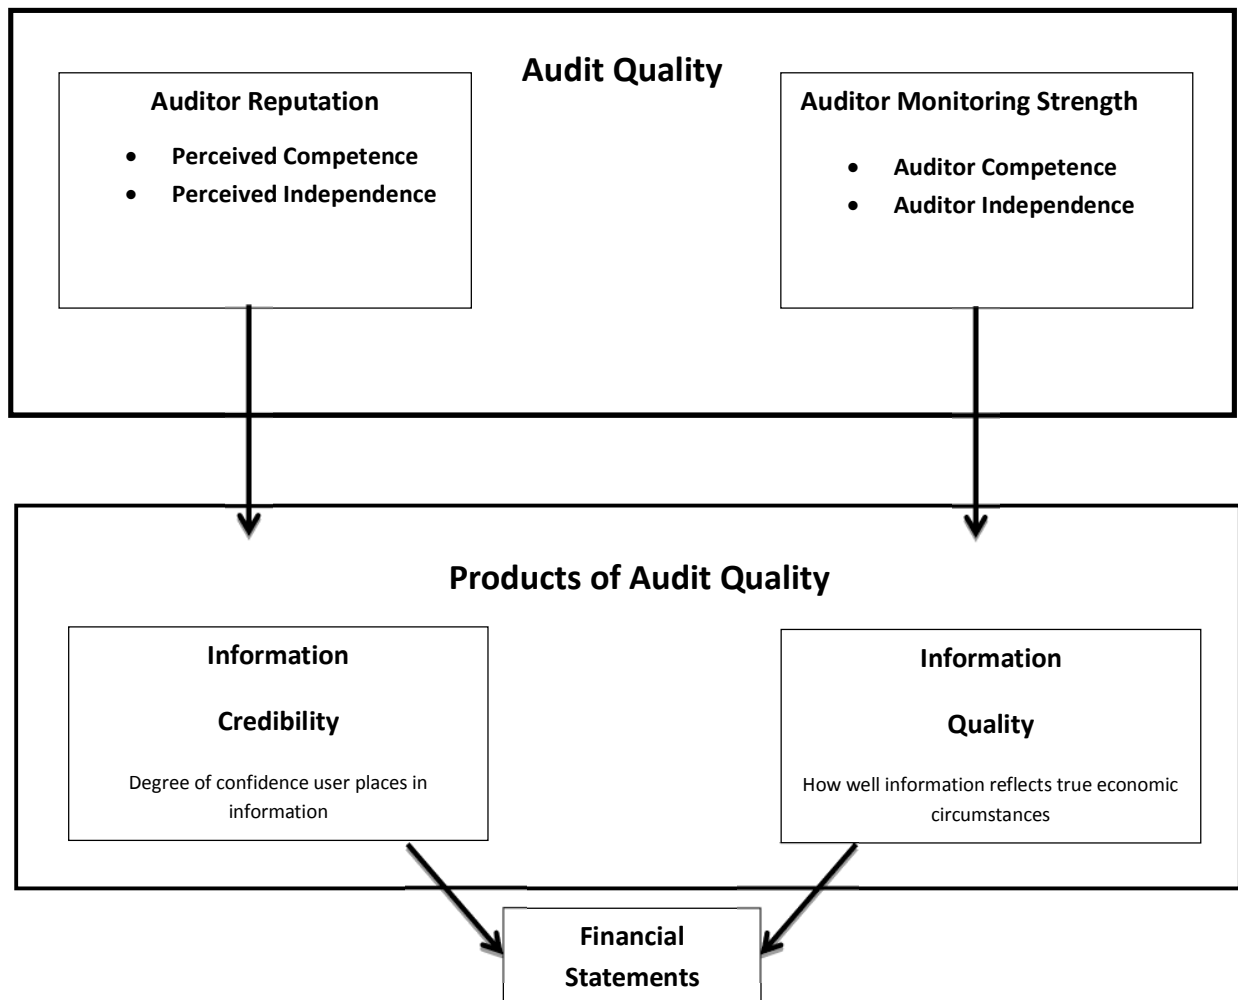 Audit Quality
Auditor Reputation
• Perceived Competence
• Perceived Independence
Auditor Monitoring Strength
• Auditor Competence
• Auditor Independence
Products of Audit Quality
Information
Credibility
Degree of confidence user places in
information
Information
Quality
How well information reflects true economic
circumstances
Financial
Statements